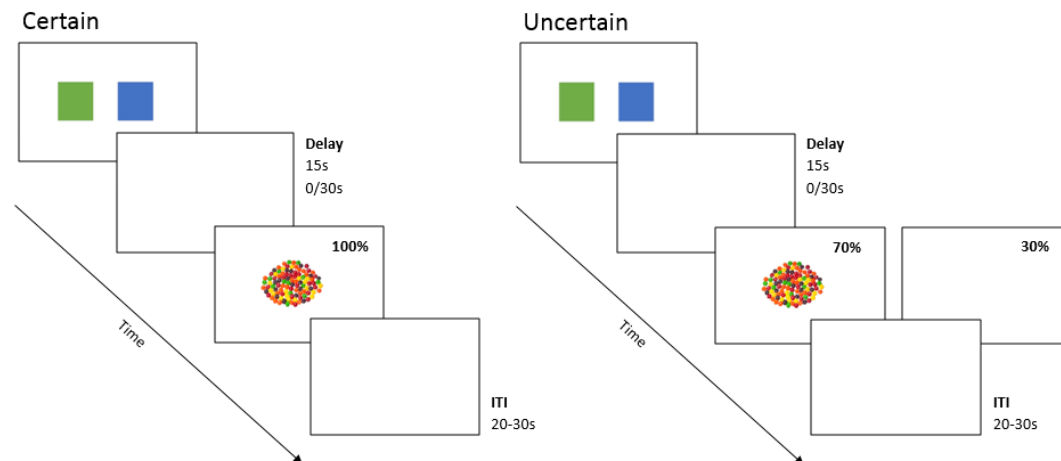 Certain
Delay
15s
0/30s
100%
Time
ITI
20-30s
Uncertain
Delay
15s
0/30s
70%
30%
Time
ITI
20-30s